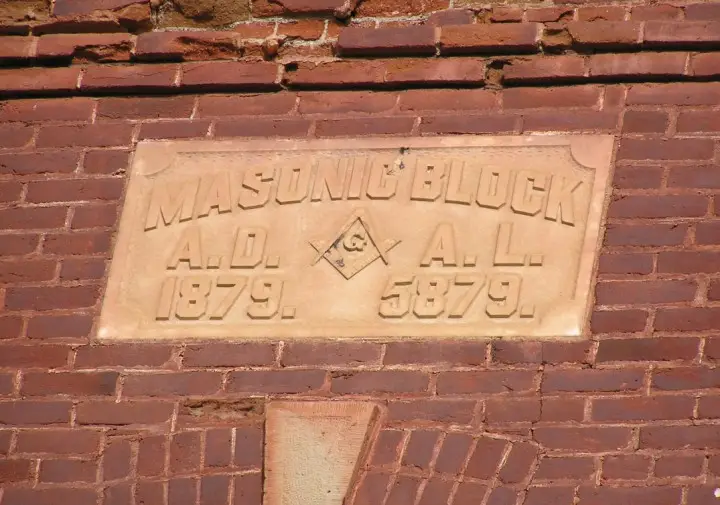 MASONIC BLOCK
A.D. G A.L.
1879. 5879.